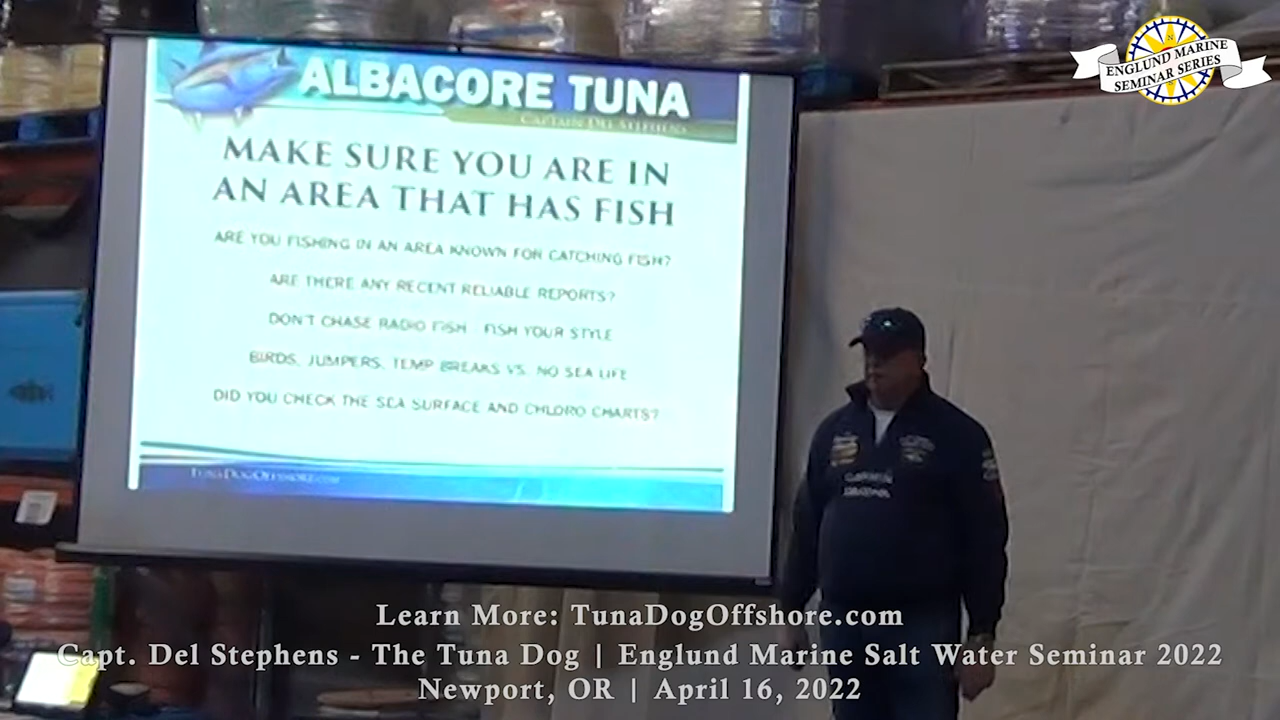 ENGLUND MARINE
SEMINAR SERIES
ALBACORE TUNA
CAPTAIN DEL STEPHENS
MAKE SURE YOU ARE IN
AN AREA THAT HAS FISH
ARE YOU FISHING IN AN AREA KNOWN FOR CATCHING FISH?
ARE THERE ANY RECENT RELIABLE REPORTS?
DON'T CHASE RADIO FISH - FISH YOUR STYLE
BIRDS, JUMPERS, TEMP BREAKS VS. NO SEA LIFE
DID YOU CHECK THE SEA SURFACE AND CHLORO CHARTS?
TUNADOGOFFSHORE.COM
Learn More: TunaDogOffshore.com
Capt. Del Stephens - The Tuna Dog | Englund Marine Salt Water Seminar 2022
Newport, OR | April 16, 2022